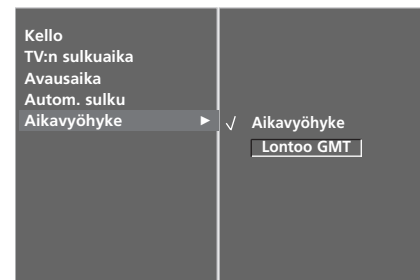 Kello
TV:n sulkuaika
Avausaika
Autom. sulku
Aikavyöhyke ► √ Aikavyöhyke
Lontoo GMT